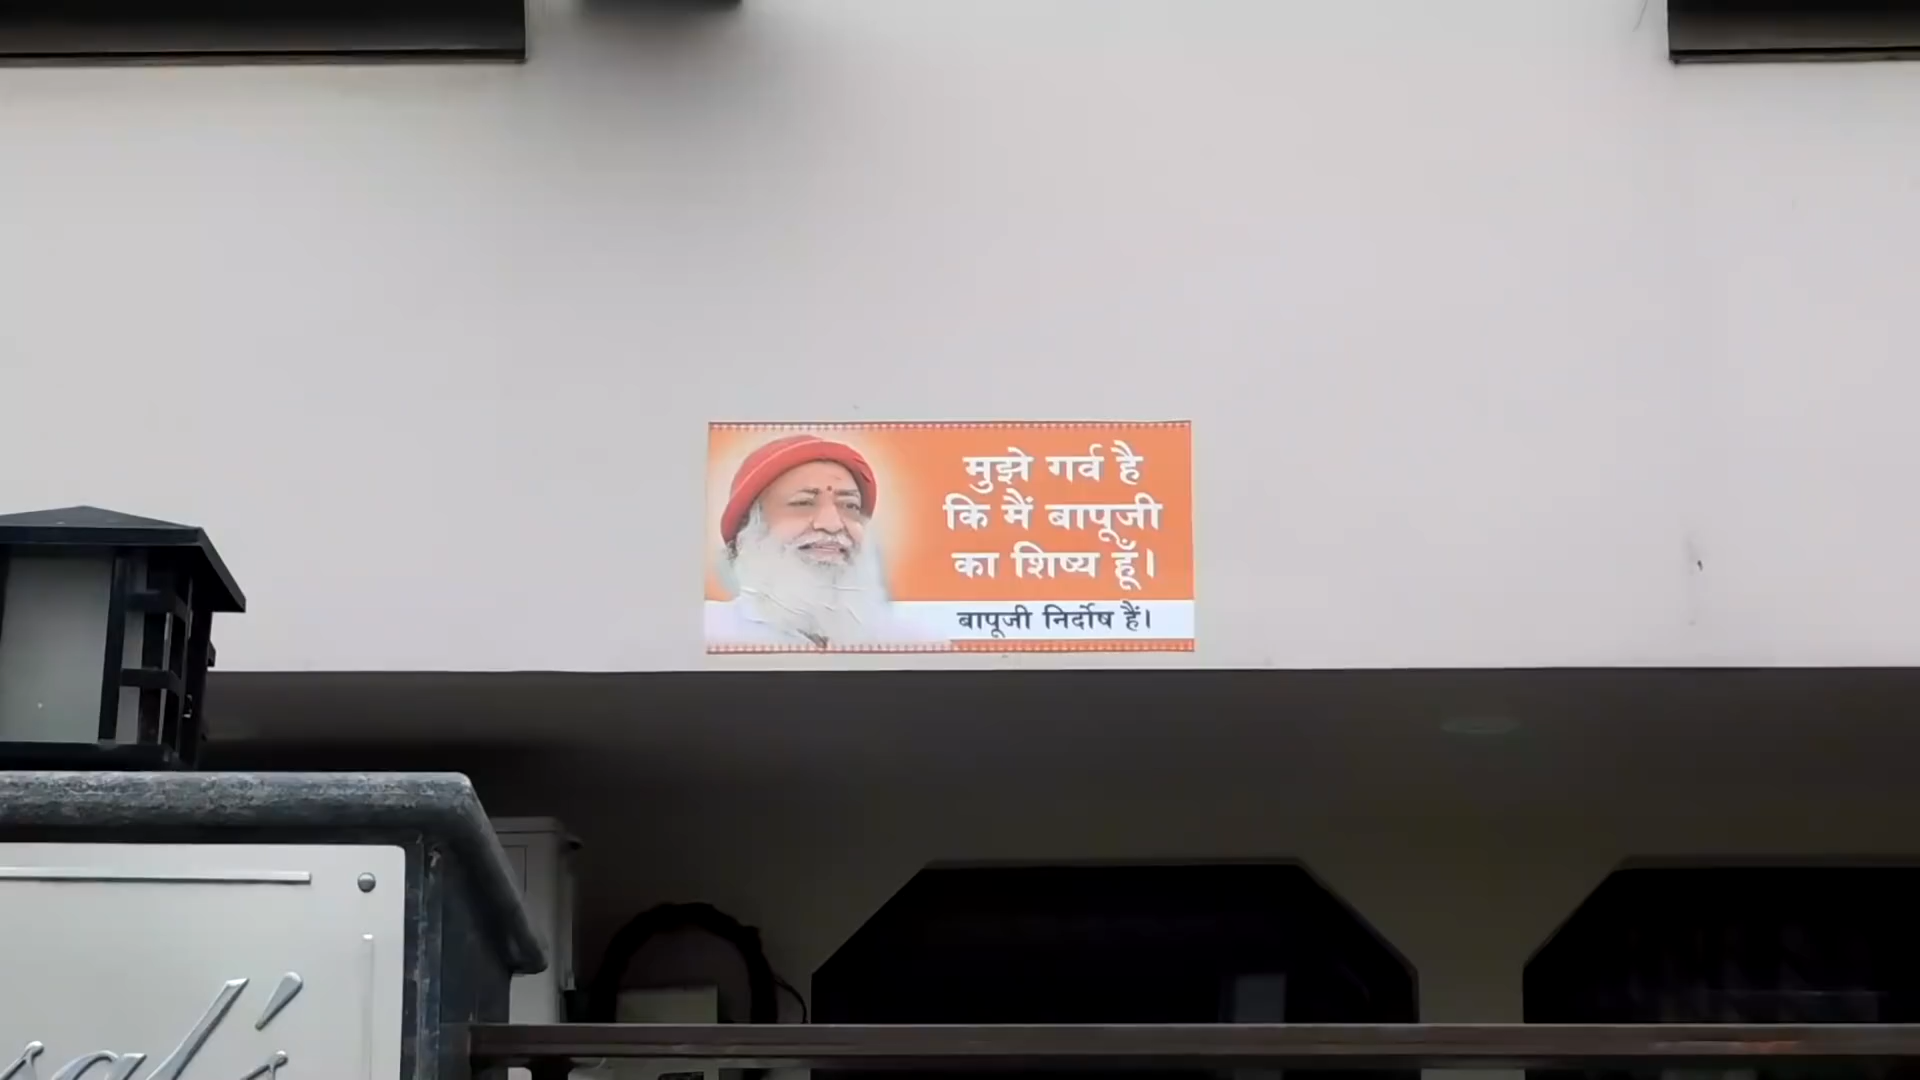 मुझे गर्व है
कि मैं बापूजी
का शिष्य हूँ।
बापूजी निर्दोष हैं।